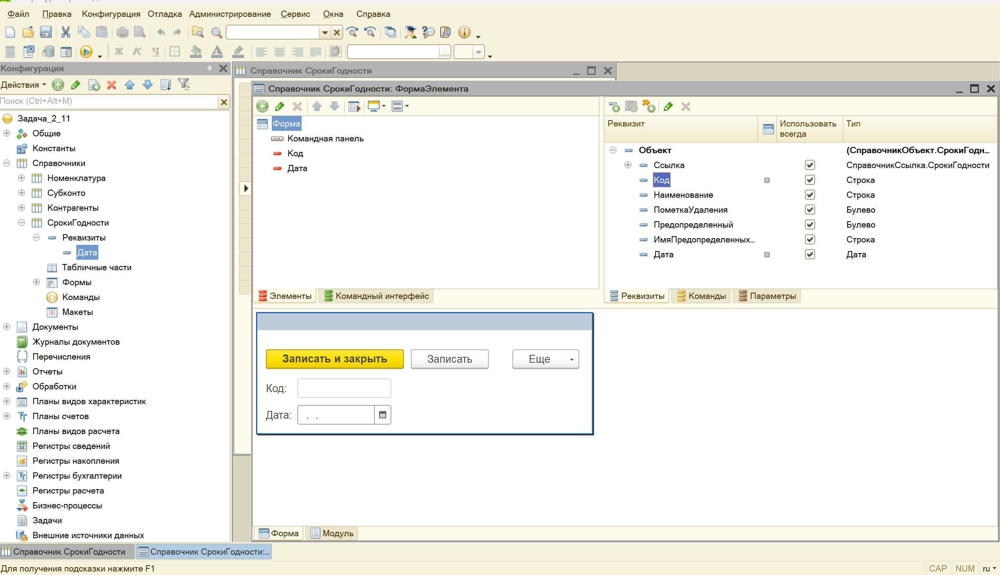 Файл Правка Конфигурация Отладка Администрирование Сервис Окна Справка
Ж К Ч
Конфигурация
Действия
Поиск (Ctrl+Alt+M)
Задача_2_11
Общие
Константы
Справочники
Номенклатура
Субконто
Контрагенты
СрокиГодности
Реквизиты
Дата
Табличные части
Формы
Команды
Макеты
Документы
Журналы документов
Перечисления
Отчеты
Обработки
Планы видов характеристик
Планы счетов
Планы видов расчета
Регистры сведений
Регистры накопления
Регистры бухгалтерии
Регистры расчета
Бизнес-процессы
Задачи
Внешние источники данных
Справочник СрокиГодности
Справочник СрокиГодности: ФормаЭлемента
Форма
Командная панель
Код
Дата
Элементы Командный интерфейс
Реквизит Использовать всегда Тип
Объект (СправочникОбъект.СрокиГодн...
Ссылка СправочникСсылка.СрокиГодности
Код Строка
Наименование Строка
ПометкаУдаления Булево
Предопределенный Булево
ИмяПредопределенных... Строка
Дата Дата
Реквизиты Команды Параметры
Записать и закрыть Записать Еще
Код:
Дата: . .
Форма Модуль
Справочник СрокиГодности Справочник СрокиГодности:...
Для получения подсказки нажмите F1 CAP NUM ru